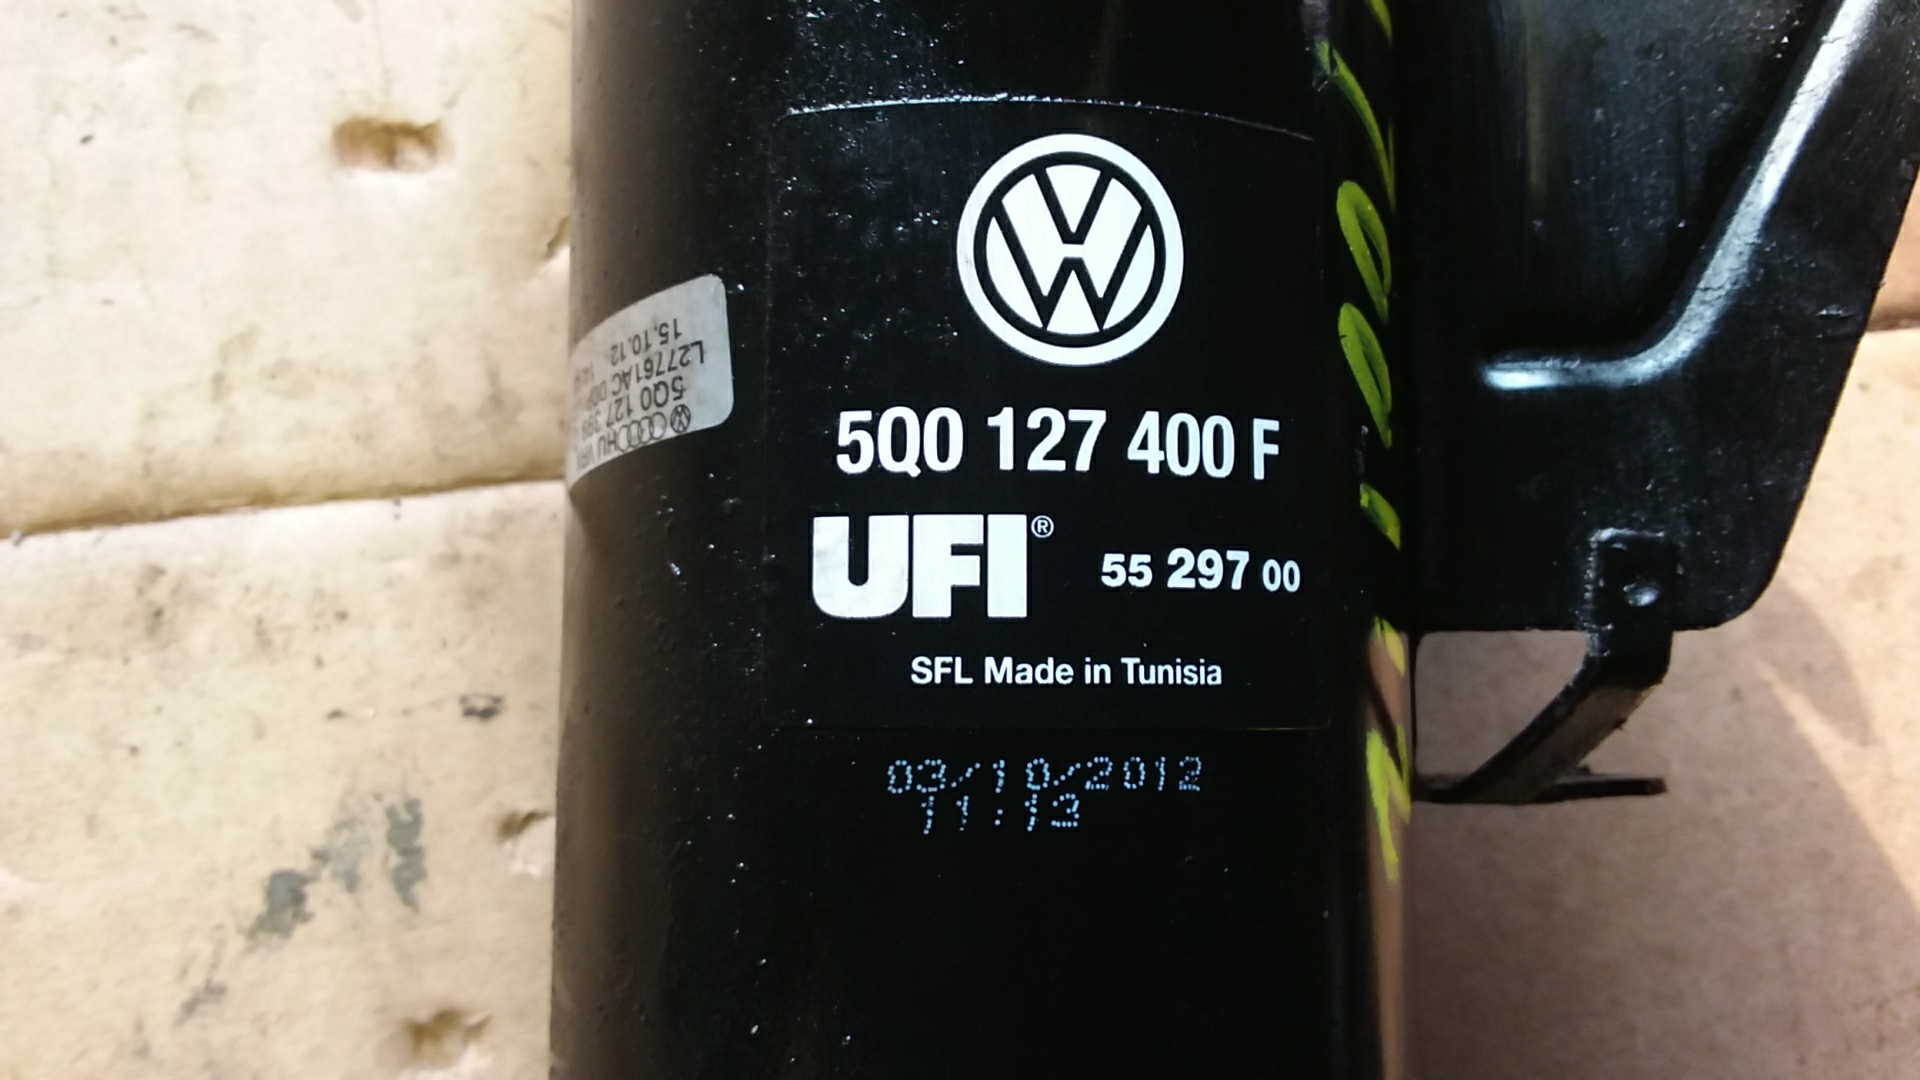 5Q0 127 400 F
UFI®
55 297 00
SFL Made in Tunisia
03/10/2012
11:13
5Q0 127 399
L27761AC
15.10.12